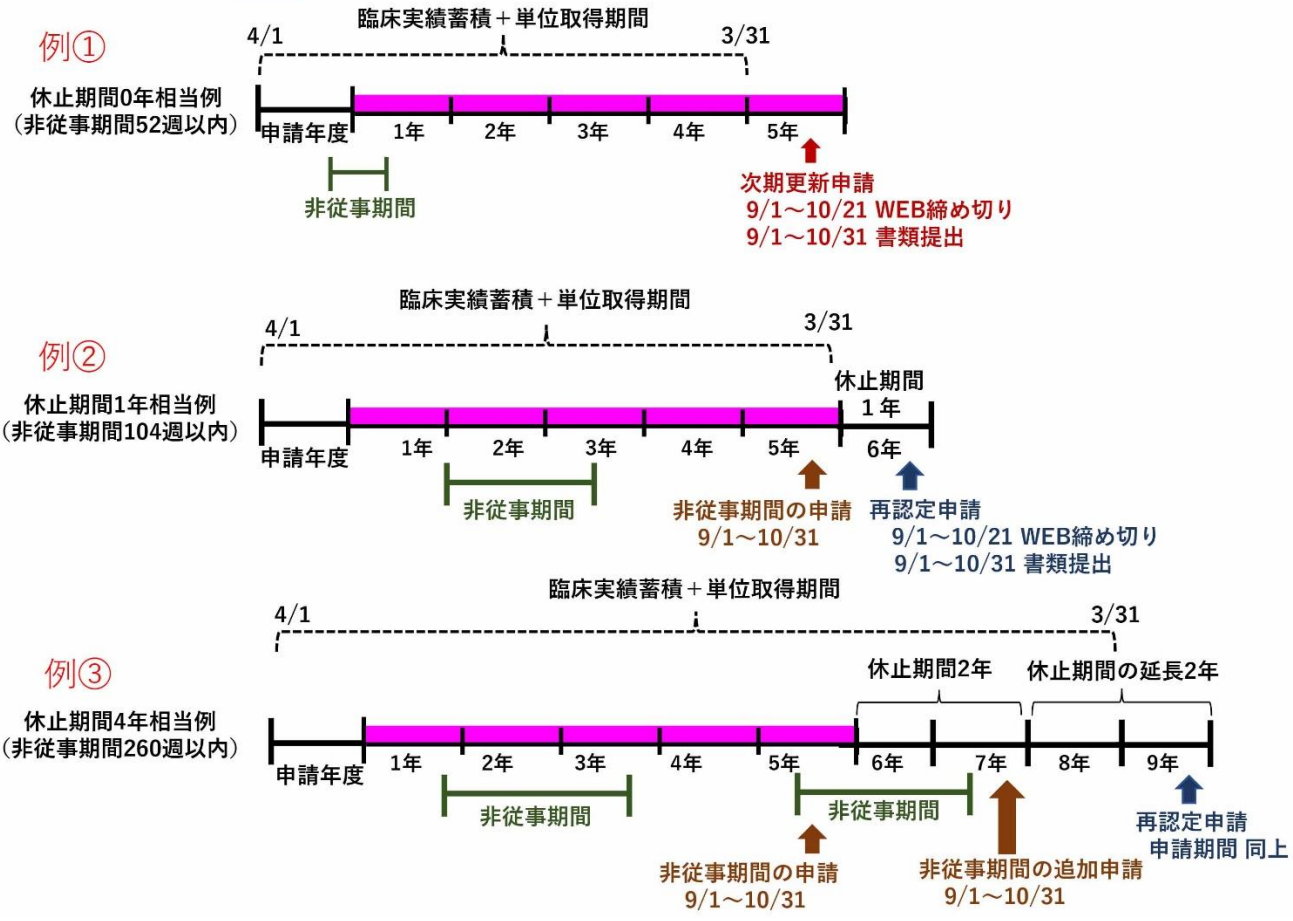 臨床実績蓄積＋単位取得期間
4/1
3/31
例①
休止期間0年相当例
（非従事期間52週以内）
申請年度
1年
2年
3年
4年
5年
非従事期間
次期更新申請
9/1～10/21 WEB締め切り
9/1～10/31 書類提出
臨床実績蓄積＋単位取得期間
4/1
3/31
例②
休止期間
1年
休止期間1年相当例
（非従事期間104週以内）
申請年度
1年
2年
3年
4年
5年
6年
非従事期間
非従事期間の申請
9/1～10/31
再認定申請
9/1～10/21 WEB締め切り
9/1～10/31 書類提出
臨床実績蓄積＋単位取得期間
4/1
3/31
例③
休止期間2年
休止期間の延長2年
休止期間4年相当例
（非従事期間260週以内）
申請年度
1年
2年
3年
4年
5年
6年
7年
8年
9年
非従事期間
非従事期間
非従事期間の申請
9/1～10/31
非従事期間の追加申請
9/1～10/31
再認定申請
申請期間 同上